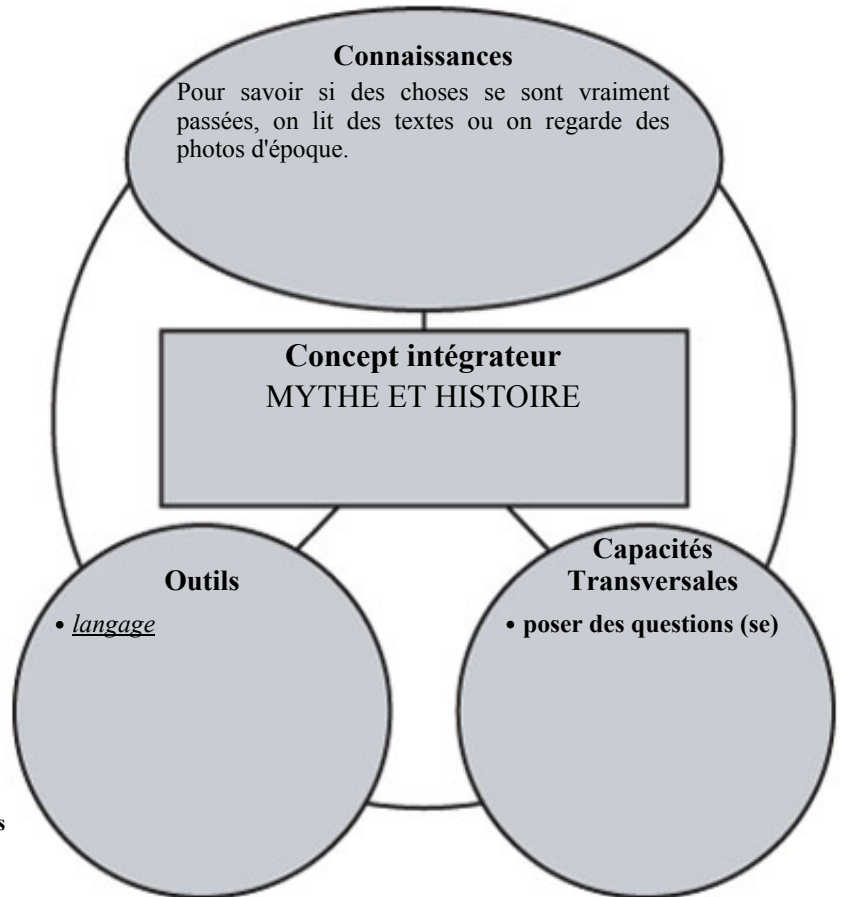 Connaissances
Pour savoir si des choses se sont vraiment
passées, on lit des textes ou on regarde des
photos d'époque.
Concept intégrateur
MYTHE ET HISTOIRE
Outils
• langage
Capacités
Transversales
• poser des questions (se)
s